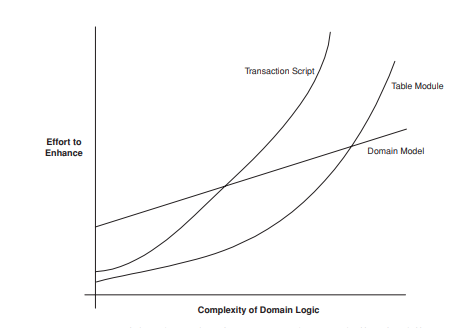 Transaction Script
Table Module
Effort to
Enhance
Domain Model
Complexity of Domain Logic